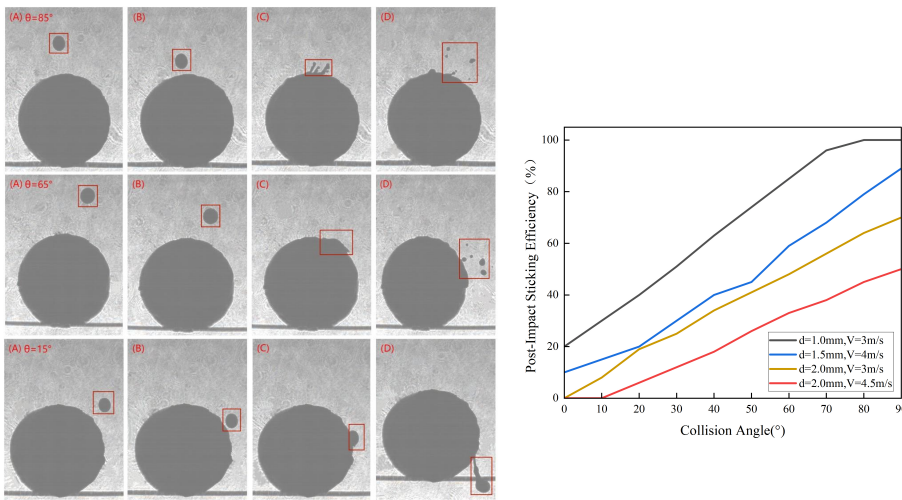 (A) θ=85°
(B)
(C)
(D)
(A) θ=65°
(B)
(C)
(D)
(A) θ=15°
(B)
(C)
(D)
Post-Impact Sticking Efficiency (%)
100
80
60
40
20
0
d=1.0mm,V=3m/s
d=1.5mm,V=4m/s
d=2.0mm,V=3m/s
d=2.0mm,V=4.5m/s
0 10 20 30 40 50 60 70 80 90
Collision Angle(°)